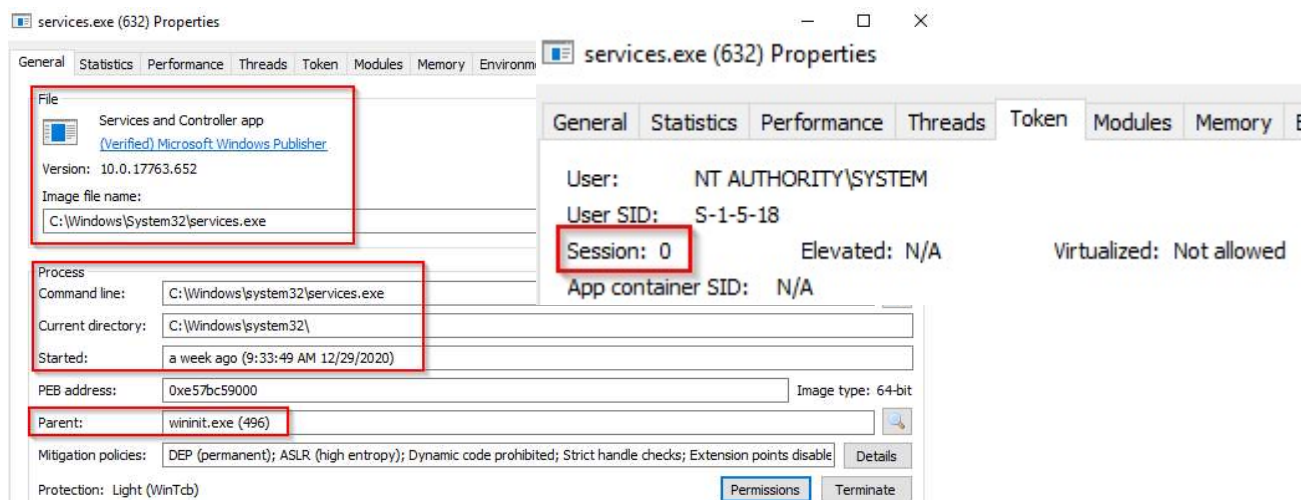 services.exe (632) Properties
General Statistics Performance Threads Token Modules Memory Environm
File
Services and Controller app
(Verified) Microsoft Windows Publisher
Version: 10.0.17763.652
Image file name:
C:\Windows\System32\services.exe
Process
Command line: C:\Windows\system32\services.exe
Current directory: C:\Windows\system32\
Started: a week ago (9:33:49 AM 12/29/2020)
PEB address: 0xe57bc59000 Image type: 64-bit
Parent: wininit.exe (496)
Mitigation policies: DEP (permanent); ASLR (high entropy); Dynamic code prohibited; Strict handle checks; Extension points disable Details
Protection: Light (WinTcb) Permissions Terminate
services.exe (632) Properties
General Statistics Performance Threads Token Modules Memory E
User: NT AUTHORITY\SYSTEM
User SID: S-1-5-18
Session: 0 Elevated: N/A Virtualized: Not allowed
App container SID: N/A